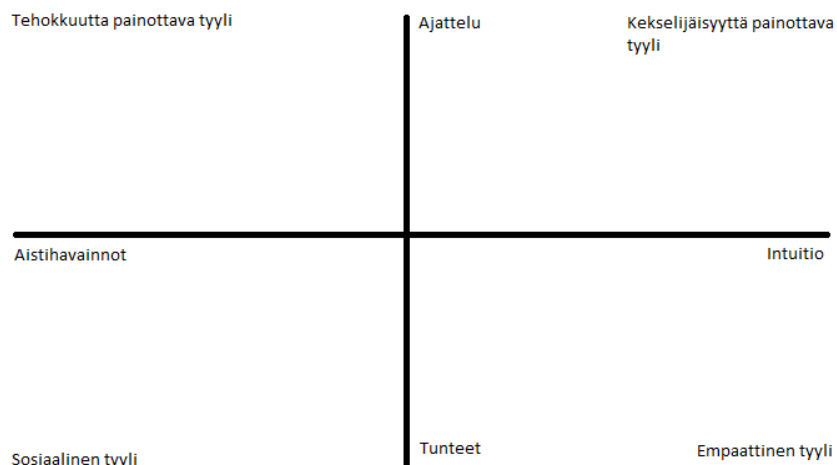 Tehokkuutta painottava tyyli
Ajattelu
Kekselijäisyyttä painottava
tyyli
Aistihavainnot
Intuitio
Sosiaalinen tyyli
Tunteet
Empaattinen tyyli